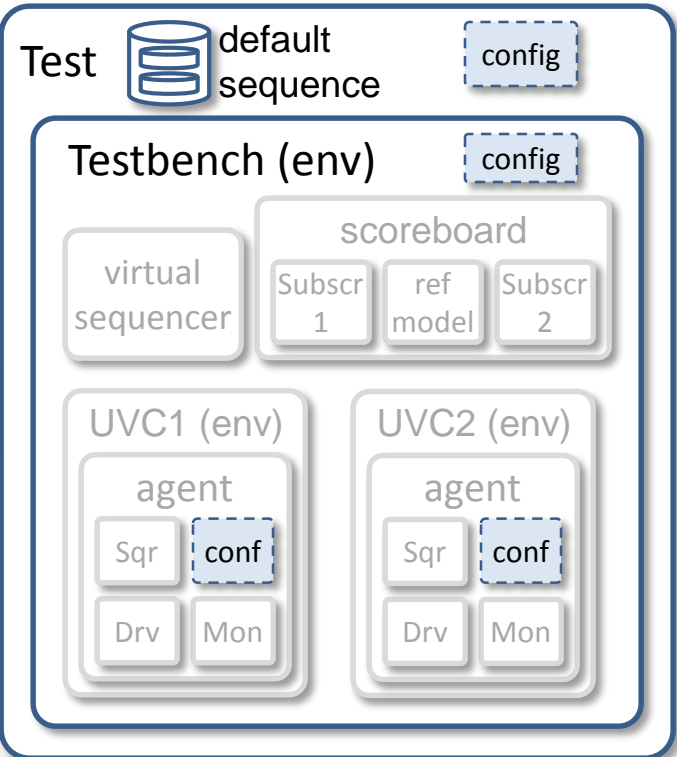 Test
default
sequence
config
Testbench (env)
config
virtual
sequencer
scoreboard
Subscr
1
ref
model
Subscr
2
UVC1 (env)
agent
Sqr
conf
Drv
Mon
UVC2 (env)
agent
Sqr
conf
Drv
Mon